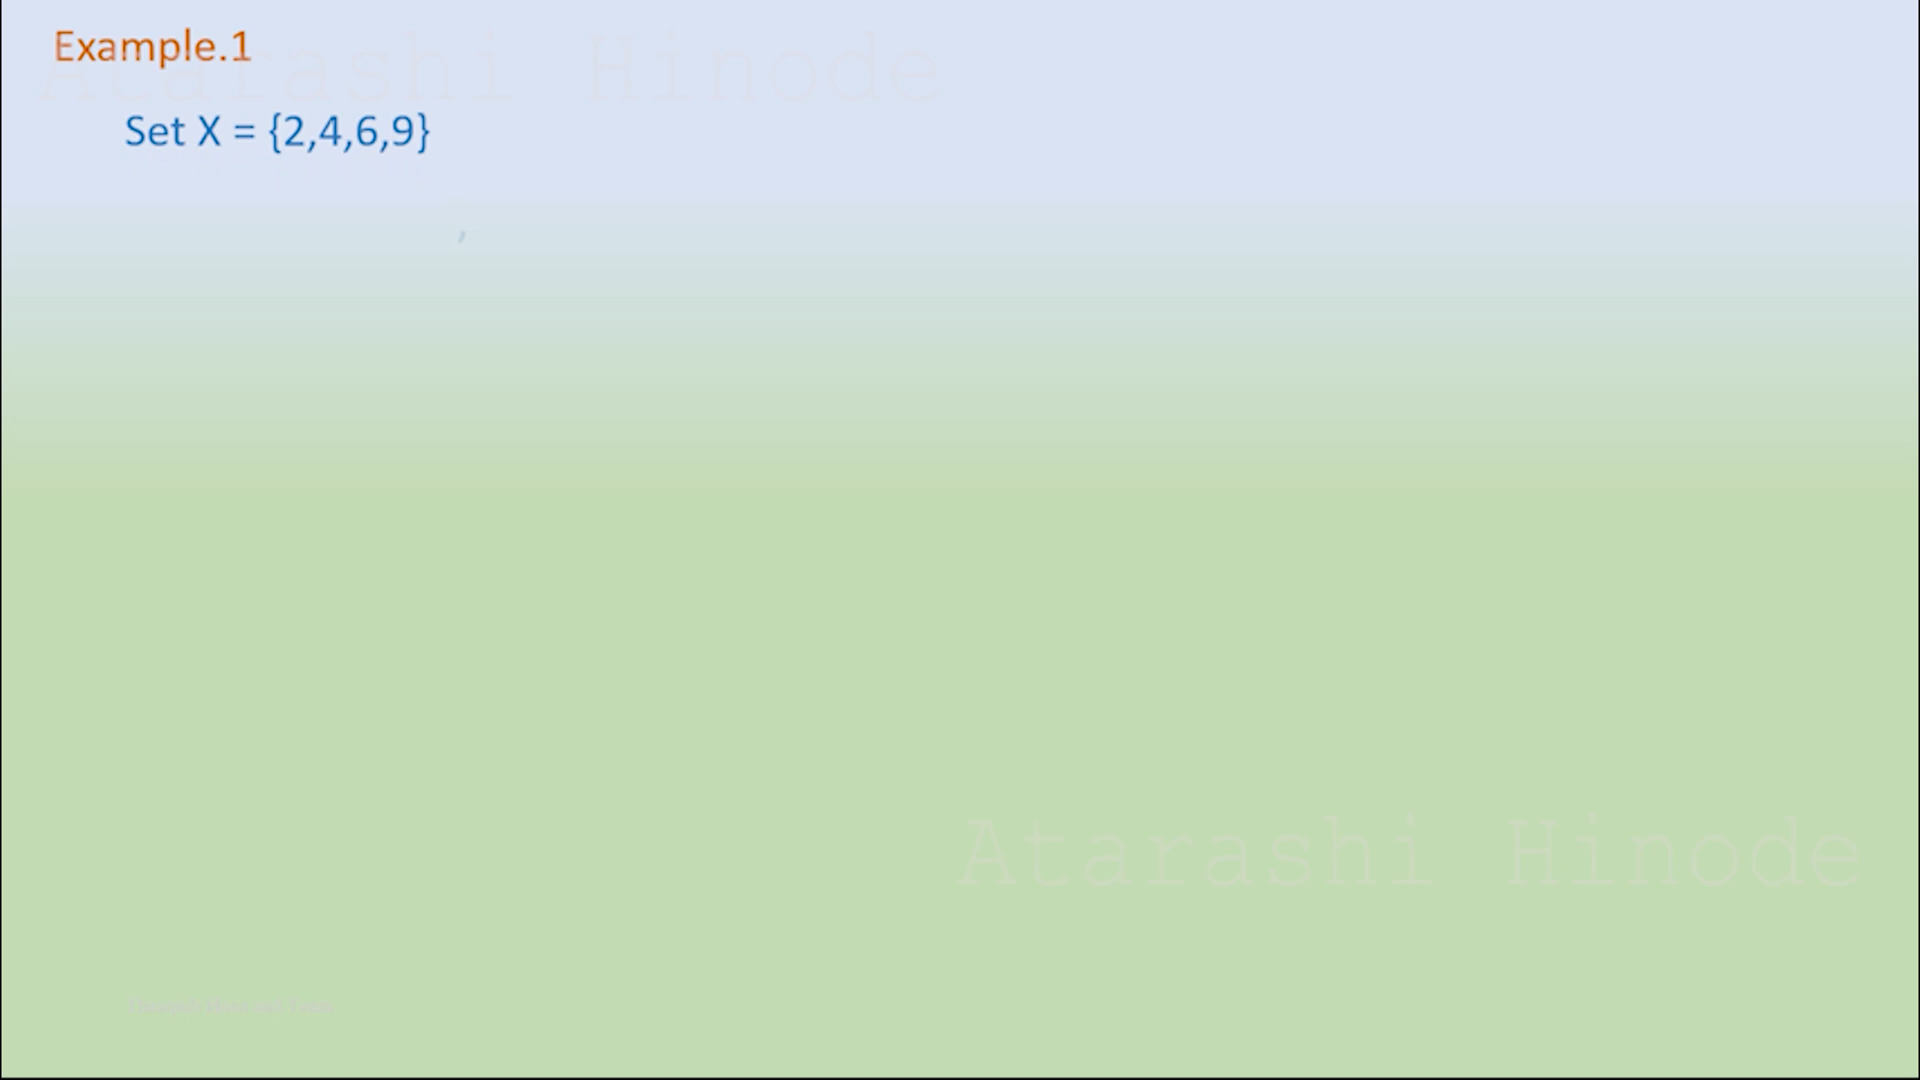 Example.1
Atarashi Hinode
Set X = {2,4,6,9}
,
Atarashi Hinode